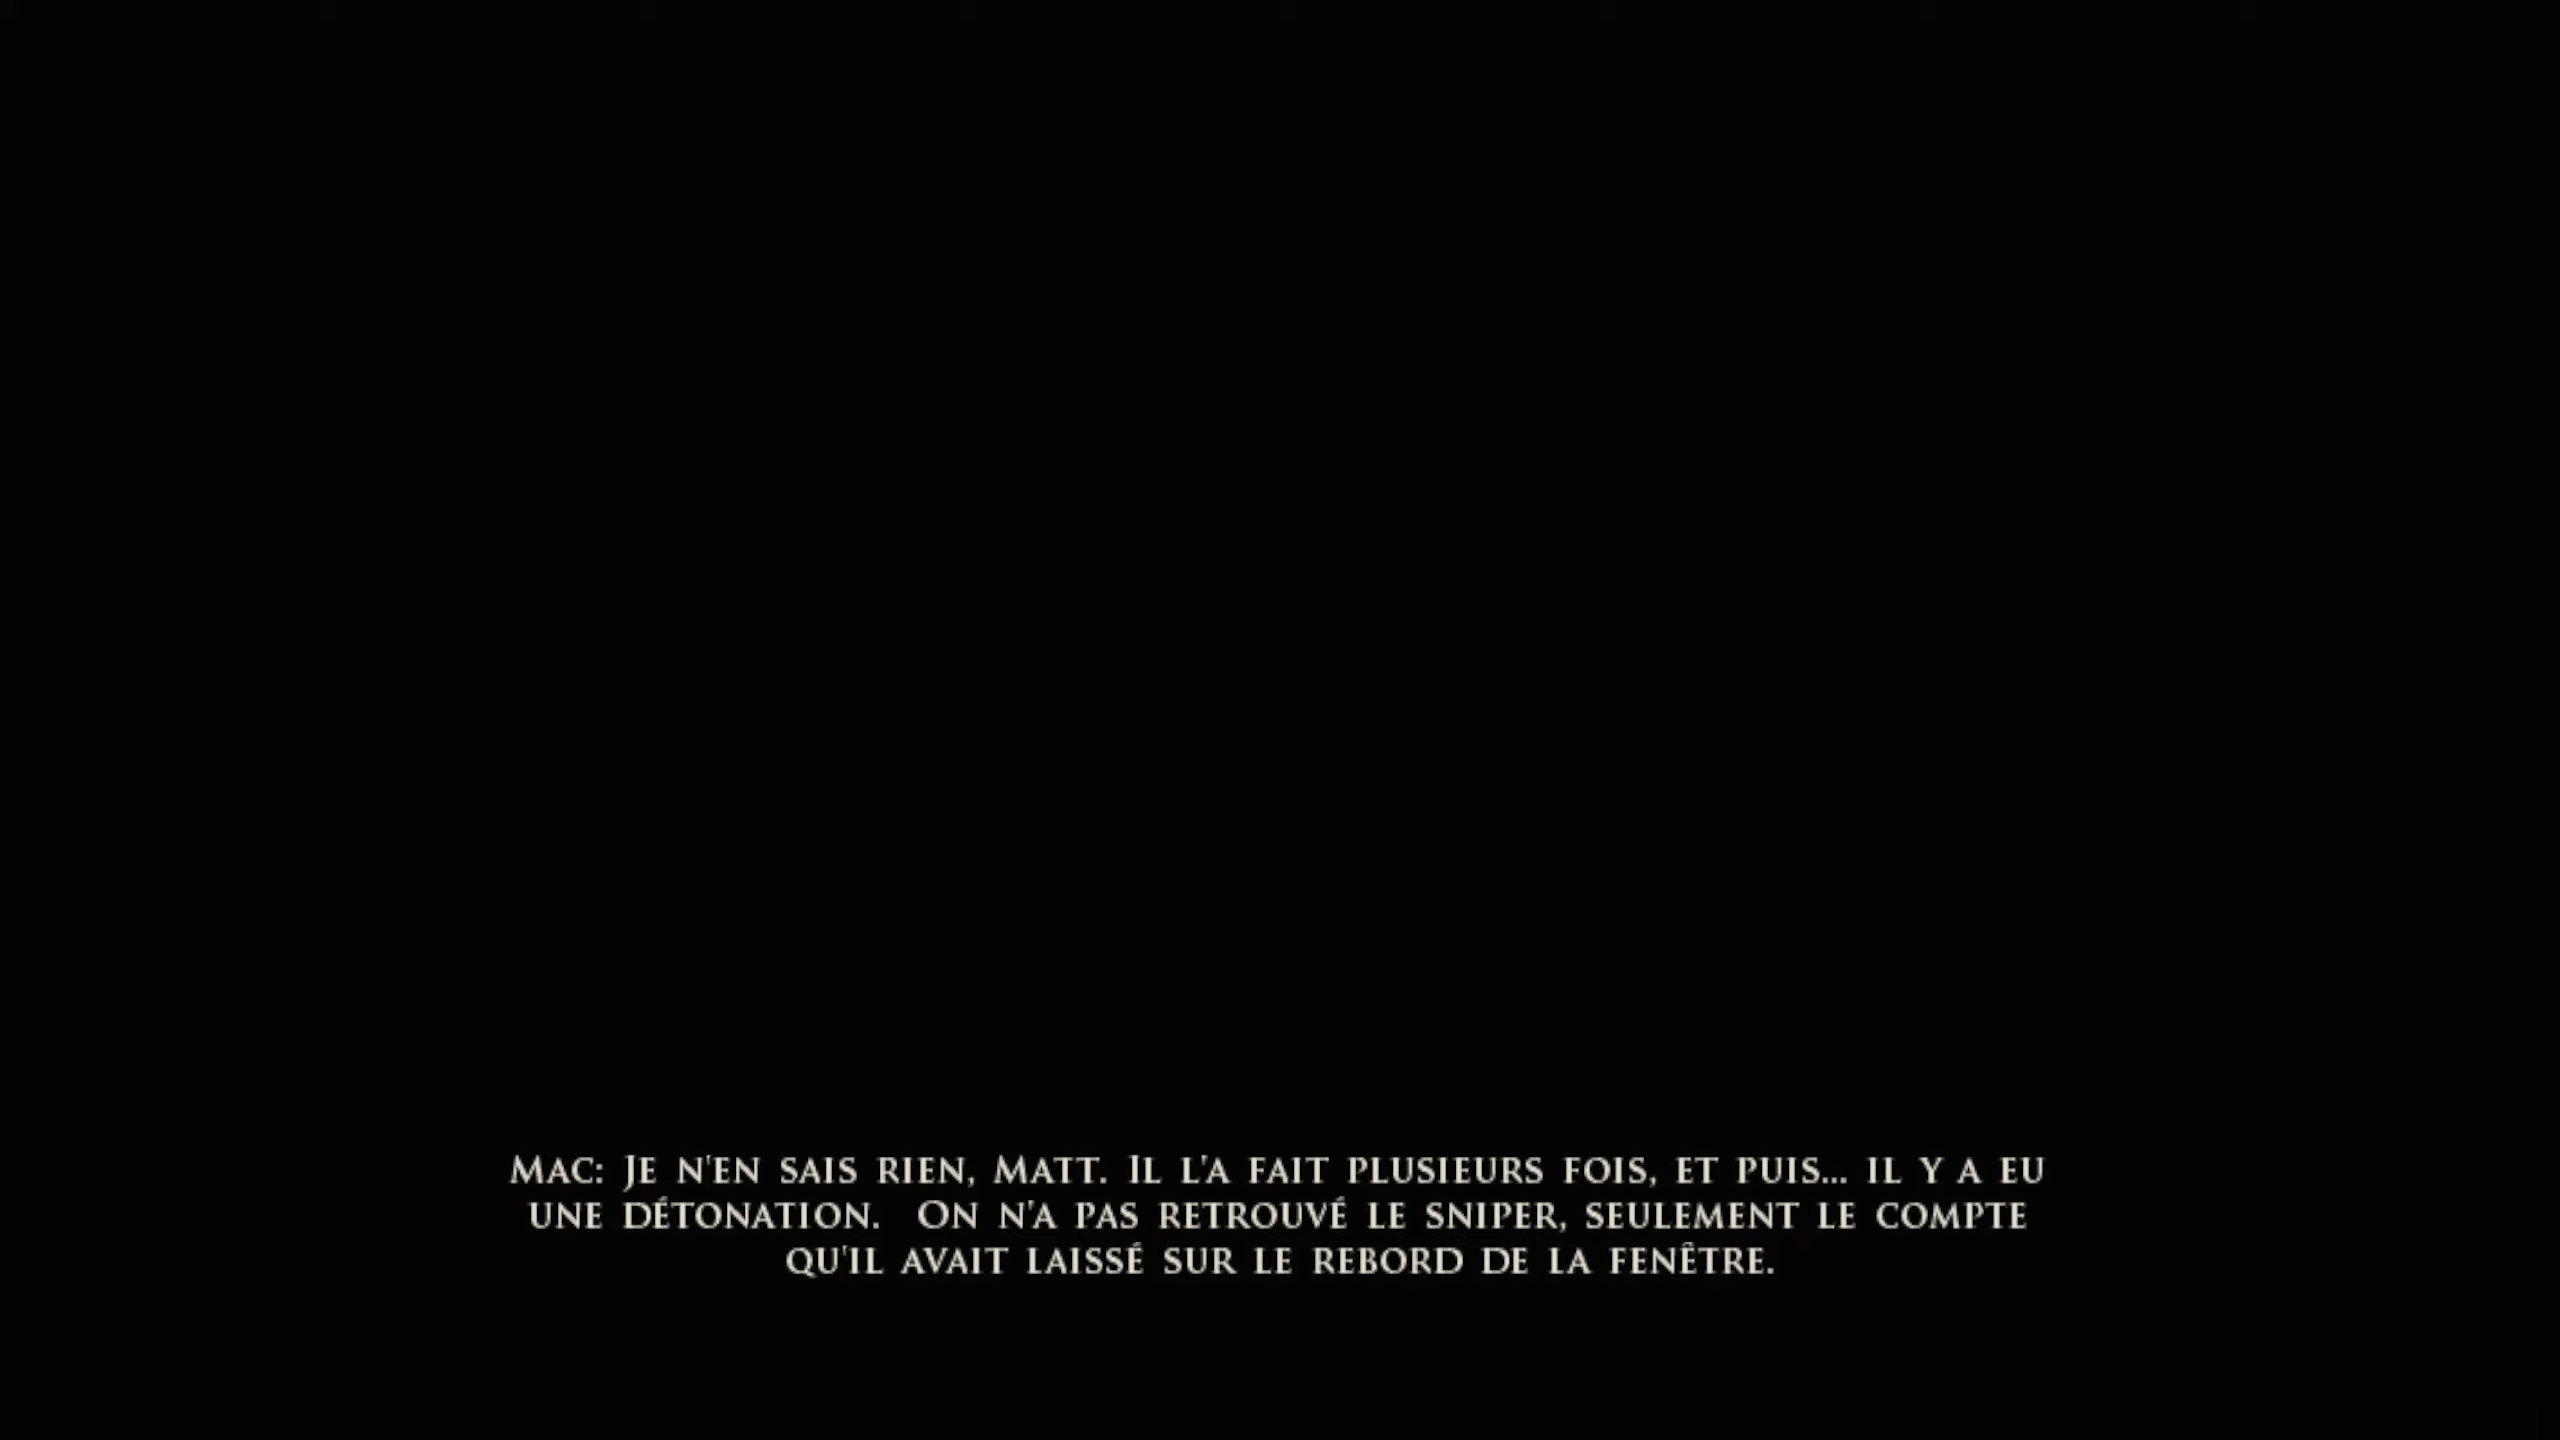 Mac: Je n'en sais rien, Matt. Il l'a fait plusieurs fois, et puis... il y a eu
une détonation.  On n'a pas retrouvé le sniper, seulement le compte
qu'il avait laissé sur le rebord de la fenêtre.